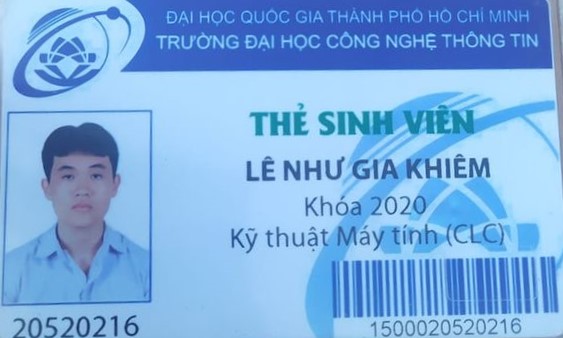 ĐẠI HỌC QUỐC GIA THÀNH PHỐ HỒ CHÍ MINH
TRƯỜNG ĐẠI HỌC CÔNG NGHỆ THÔNG TIN
THẺ SINH VIÊN
LÊ NHƯ GIA KHIÊM
Khóa 2020
Kỹ thuật Máy tính (CLC)
20520216
1500020520216